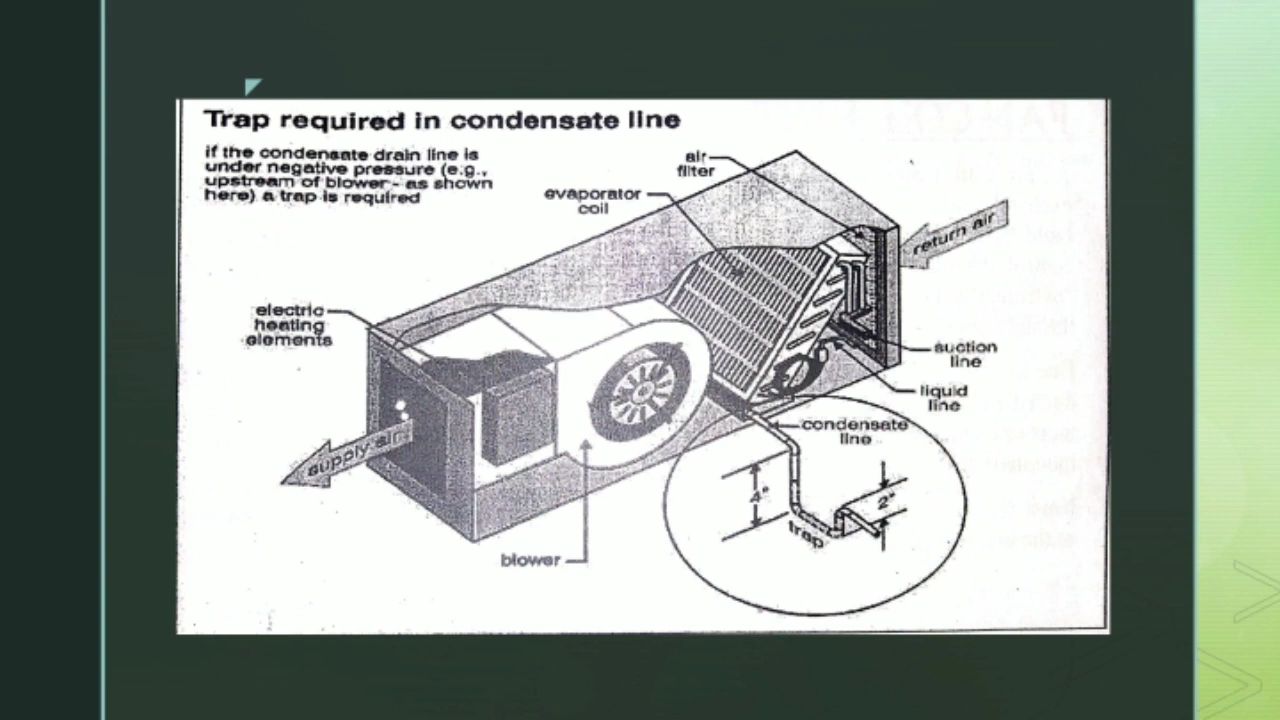 Trap required in condensate line
if the condensate drain line is
under negative pressure (e.g.,
upstream of blower - as shown
here) a trap is required
air
filter
evaporator
coil
return air
electric
heating
elements
suction
line
liquid
line
condensate
line
supply air
4"
2"
trap
blower